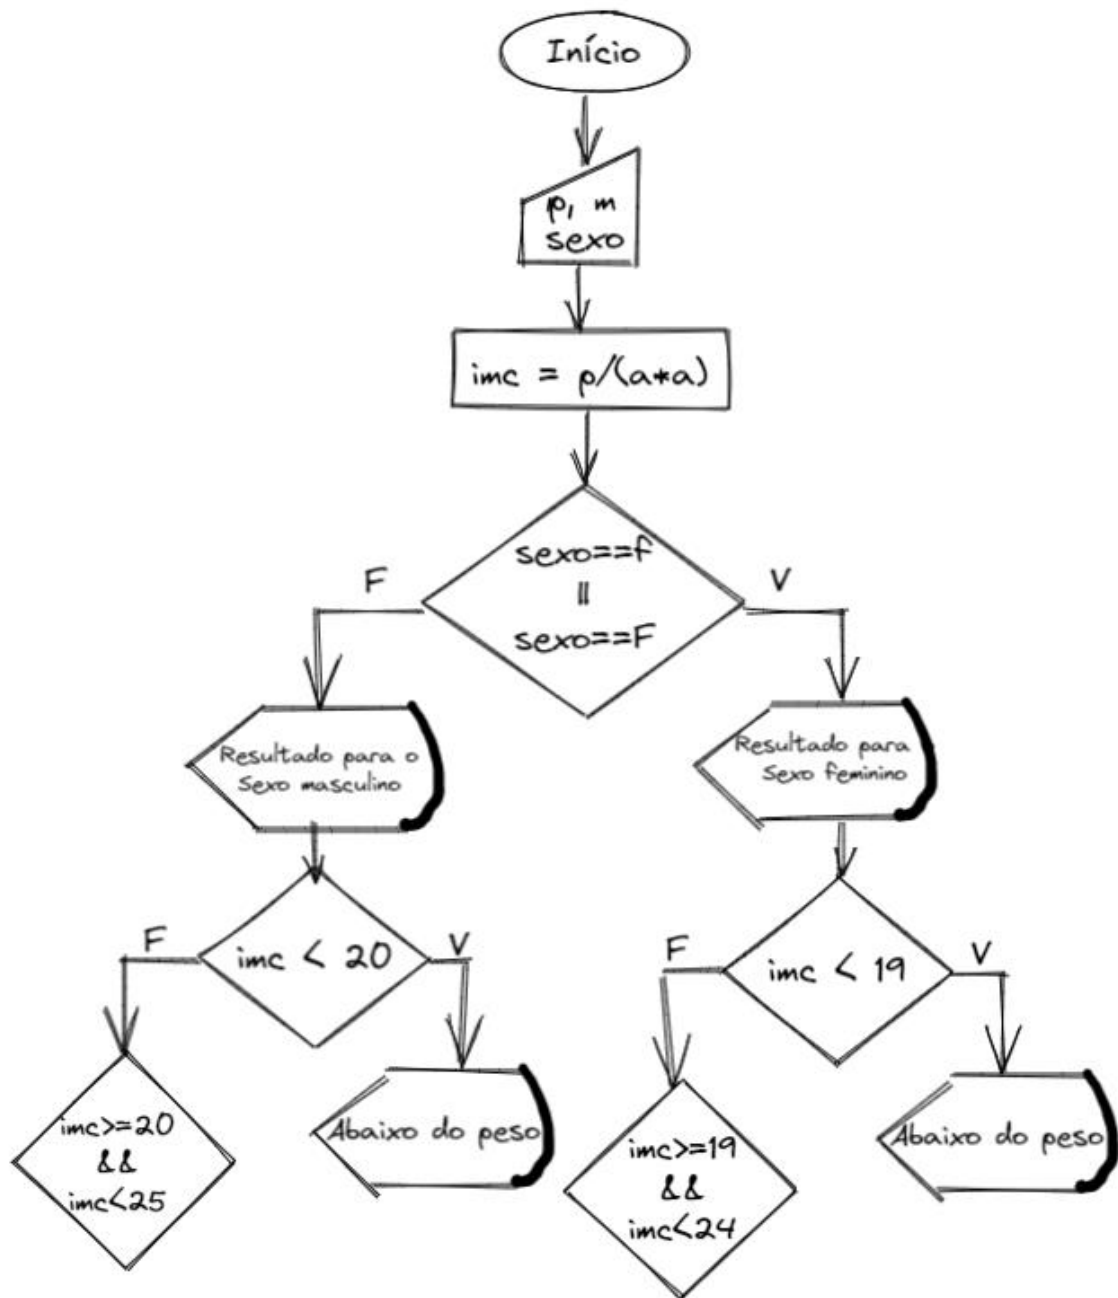 Início
p, m
sexo
imc = p/(a*a)
sexo==f
||
sexo==F
F
V
Resultado para o
sexo masculino
Resultado para
sexo feminino
imc < 20
F
V
imc < 19
F
V
imc>=20
&&
imc<25
Abaixo do peso
imc>=19
&&
imc<24
Abaixo do peso